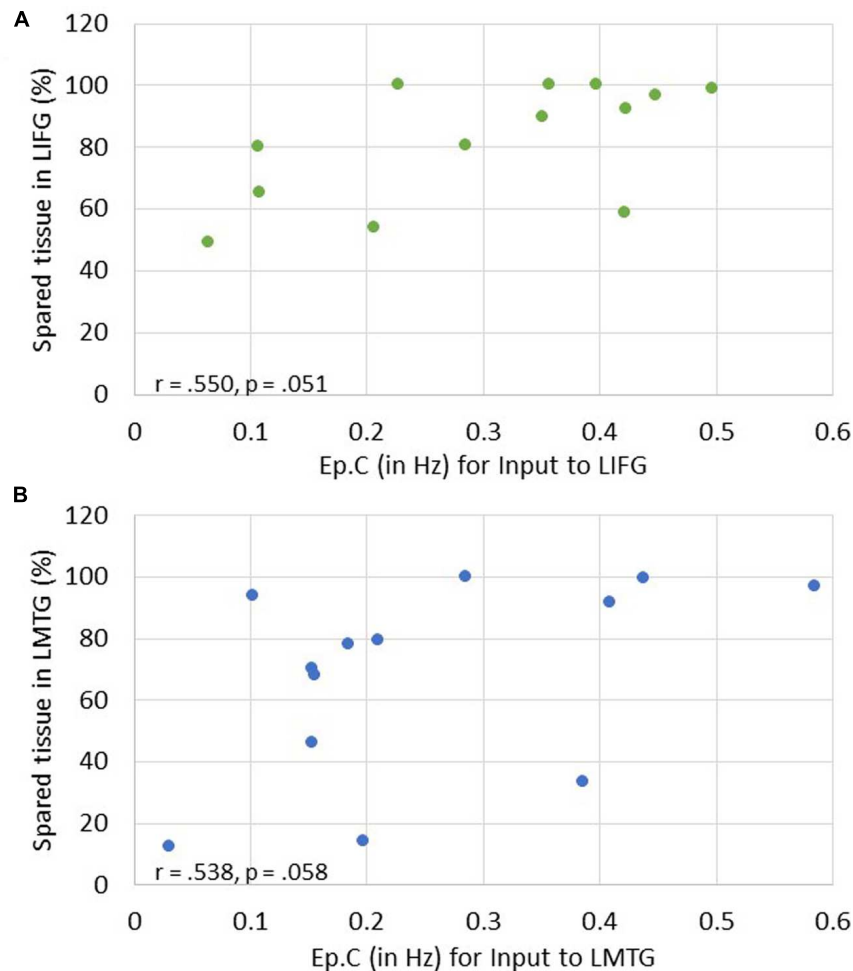 A
120
100
80
60
40
20
0
Spared tissue in LIFG (%)
r = .550, p = .051
0 0.1 0.2 0.3 0.4 0.5 0.6
Ep.C (in Hz) for Input to LIFG
B
120
100
80
60
40
20
0
Spared tissue in LMTG (%)
r = .538, p = .058
0 0.1 0.2 0.3 0.4 0.5 0.6
Ep.C (in Hz) for Input to LMTG